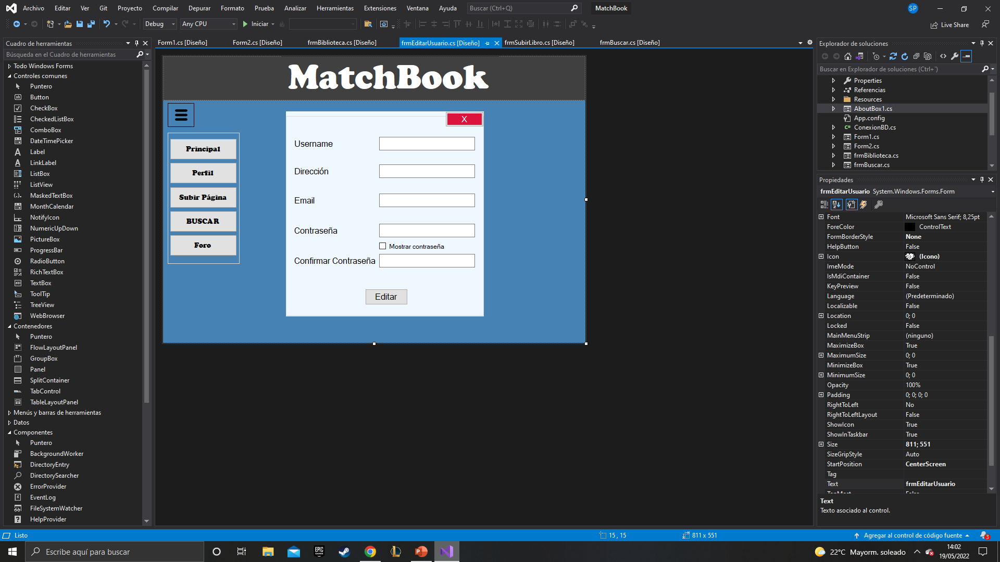 Archivo Editar Ver Git Proyecto Compilar Depurar Formato Prueba Analizar Herramientas Extensiones Ventana Ayuda Buscar (Ctrl+Q) MatchBook SP
Debug Any CPU Iniciar Live Share
Cuadro de herramientas
Búsqueda en el Cuadro de herramientas
Todo Windows Forms
Controles comunes
Puntero
Button
CheckBox
CheckedListBox
ComboBox
DateTimePicker
Label
LinkLabel
ListBox
ListView
MaskedTextBox
MonthCalendar
NotifyIcon
NumericUpDown
PictureBox
ProgressBar
RadioButton
RichTextBox
TextBox
ToolTip
TreeView
WebBrowser
Contenedores
Puntero
FlowLayoutPanel
GroupBox
Panel
SplitContainer
TabControl
TableLayoutPanel
Menús y barras de herramientas
Datos
Componentes
Puntero
BackgroundWorker
DirectoryEntry
DirectorySearcher
ErrorProvider
EventLog
FileSystemWatcher
HelpProvider
Form1.cs [Diseño] Form2.cs [Diseño] frmBiblioteca.cs [Diseño] frmEditarUsuario.cs [Diseño] frmSubirLibro.cs [Diseño] frmBuscar.cs [Diseño]
MatchBook
Principal
Perfil
Subir Página
BUSCAR
Foro
X
Username
Dirección
Email
Contraseña
Mostrar contraseña
Confirmar Contraseña
Editar
Explorador de soluciones
Buscar en Explorador de soluciones (Ctrl+`)
Properties
Referencias
Resources
AboutBox1.cs
App.config
C# ConexionBD.cs
Form1.cs
Form2.cs
frmBiblioteca.cs
frmBuscar.cs
Propiedades
frmEditarUsuario System.Windows.Forms.Form
Font Microsoft Sans Serif; 8,25pt
ForeColor ControlText
FormBorderStyle None
HelpButton False
Icon (Icono)
ImeMode NoControl
IsMdiContainer False
KeyPreview False
Language (Predeterminado)
Localizable False
Location 0; 0
Locked False
MainMenuStrip (ninguno)
MaximizeBox True
MaximumSize 0; 0
MinimizeBox True
MinimumSize 0; 0
Opacity 100%
Padding 0; 0; 0; 0
RightToLeft No
RightToLeftLayout False
ShowIcon True
ShowInTaskbar True
Size 811; 551
SizeGripStyle Auto
StartPosition CenterScreen
Tag
Text frmEditarUsuario
Text
Texto asociado al control.
Listo 15 , 15 811 x 551 Agregar al control de código fuente 3
Escribe aquí para buscar EPIC GAMES 22°C Mayorm. soleado 14:02
19/05/2022